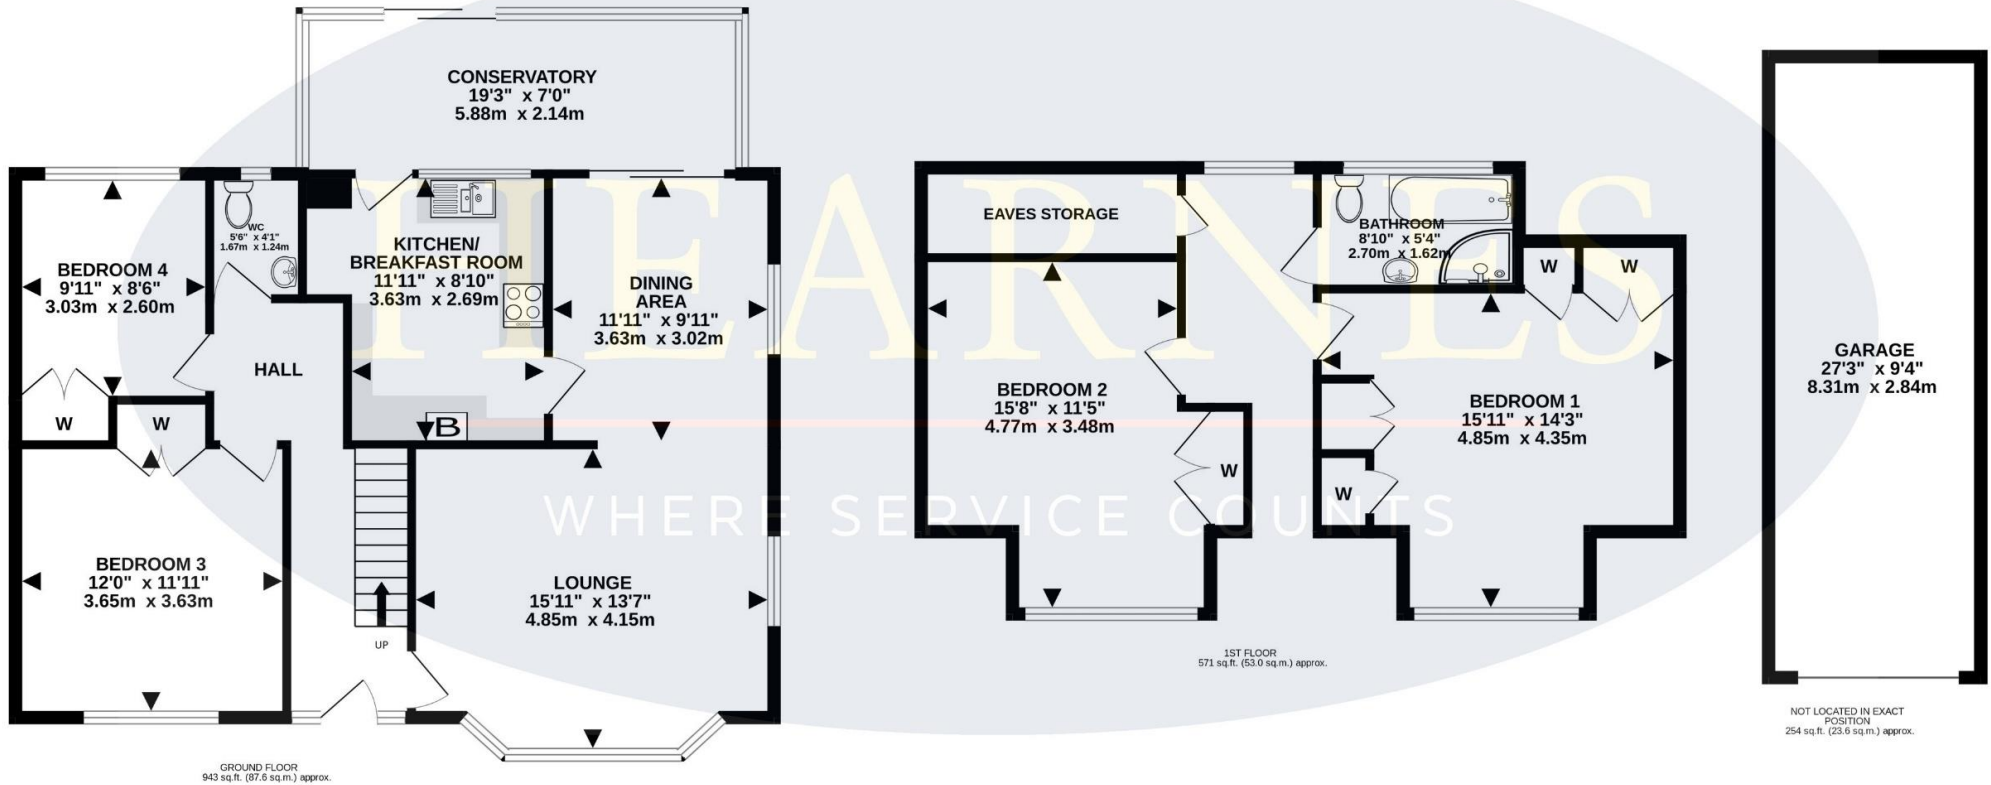 CONSERVATORY
19'3" x 7'0"
5.88m x 2.14m
WC
5'6" x 4'1"
1.67m x 1.24m
BEDROOM 4
9'11" x 8'6"
3.03m x 2.60m
KITCHEN/
BREAKFAST ROOM
11'11" x 8'10"
3.63m x 2.69m
DINING
AREA
11'11" x 9'11"
3.63m x 3.02m
HALL
W
W
B
BEDROOM 3
12'0" x 11'11"
3.65m x 3.63m
UP
LOUNGE
15'11" x 13'7"
4.85m x 4.15m
GROUND FLOOR
943 sq.ft. (87.6 sq.m.) approx.
EAVES STORAGE
BATHROOM
8'10" x 5'4"
2.70m x 1.62m
W
W
BEDROOM 2
15'8" x 11'5"
4.77m x 3.48m
W
BEDROOM 1
15'11" x 14'3"
4.85m x 4.35m
W
1ST FLOOR
571 sq.ft. (53.0 sq.m.) approx.
GARAGE
27'3" x 9'4"
8.31m x 2.84m
NOT LOCATED IN EXACT
POSITION
254 sq.ft. (23.6 sq.m.) approx.
HEARNES
WHERE SERVICE COUNTS